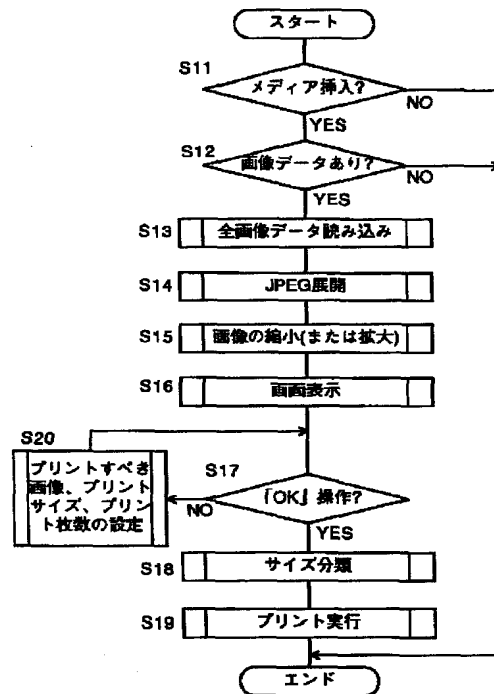 スタート
S11
メディア挿入?
NO
YES
S12
画像データあり?
NO
YES
S13
全画像データ読み込み
S14
JPEG展開
S15
画像の縮小(または拡大)
S16
画面表示
S20
プリントすべき
画像、プリント
サイズ、プリン
ト枚数の設定
S17
「OK」操作?
NO
YES
S18
サイズ分類
S19
プリント実行
エンド